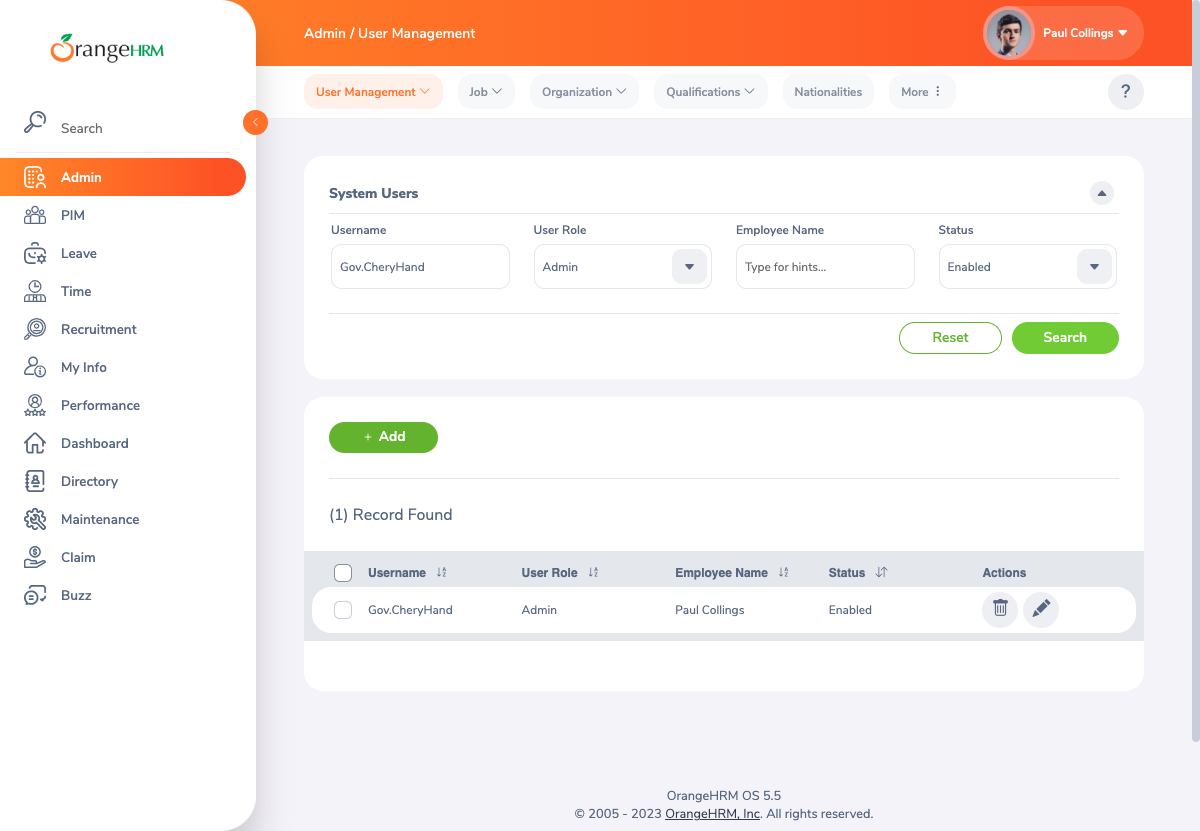 OrangeHRM
Admin / User Management
Paul Collings
User Management
Job
Organization
Qualifications
Nationalities
More
?
Search
Admin
PIM
Leave
Time
Recruitment
My Info
Performance
Dashboard
Directory
Maintenance
Claim
Buzz
System Users
Username User Role Employee Name Status
Gov.CheryHand Admin Type for hints... Enabled
Reset Search
+ Add
(1) Record Found
Username User Role Employee Name Status Actions
Gov.CheryHand Admin Paul Collings Enabled
OrangeHRM OS 5.5
© 2005 - 2023 OrangeHRM, Inc. All rights reserved.